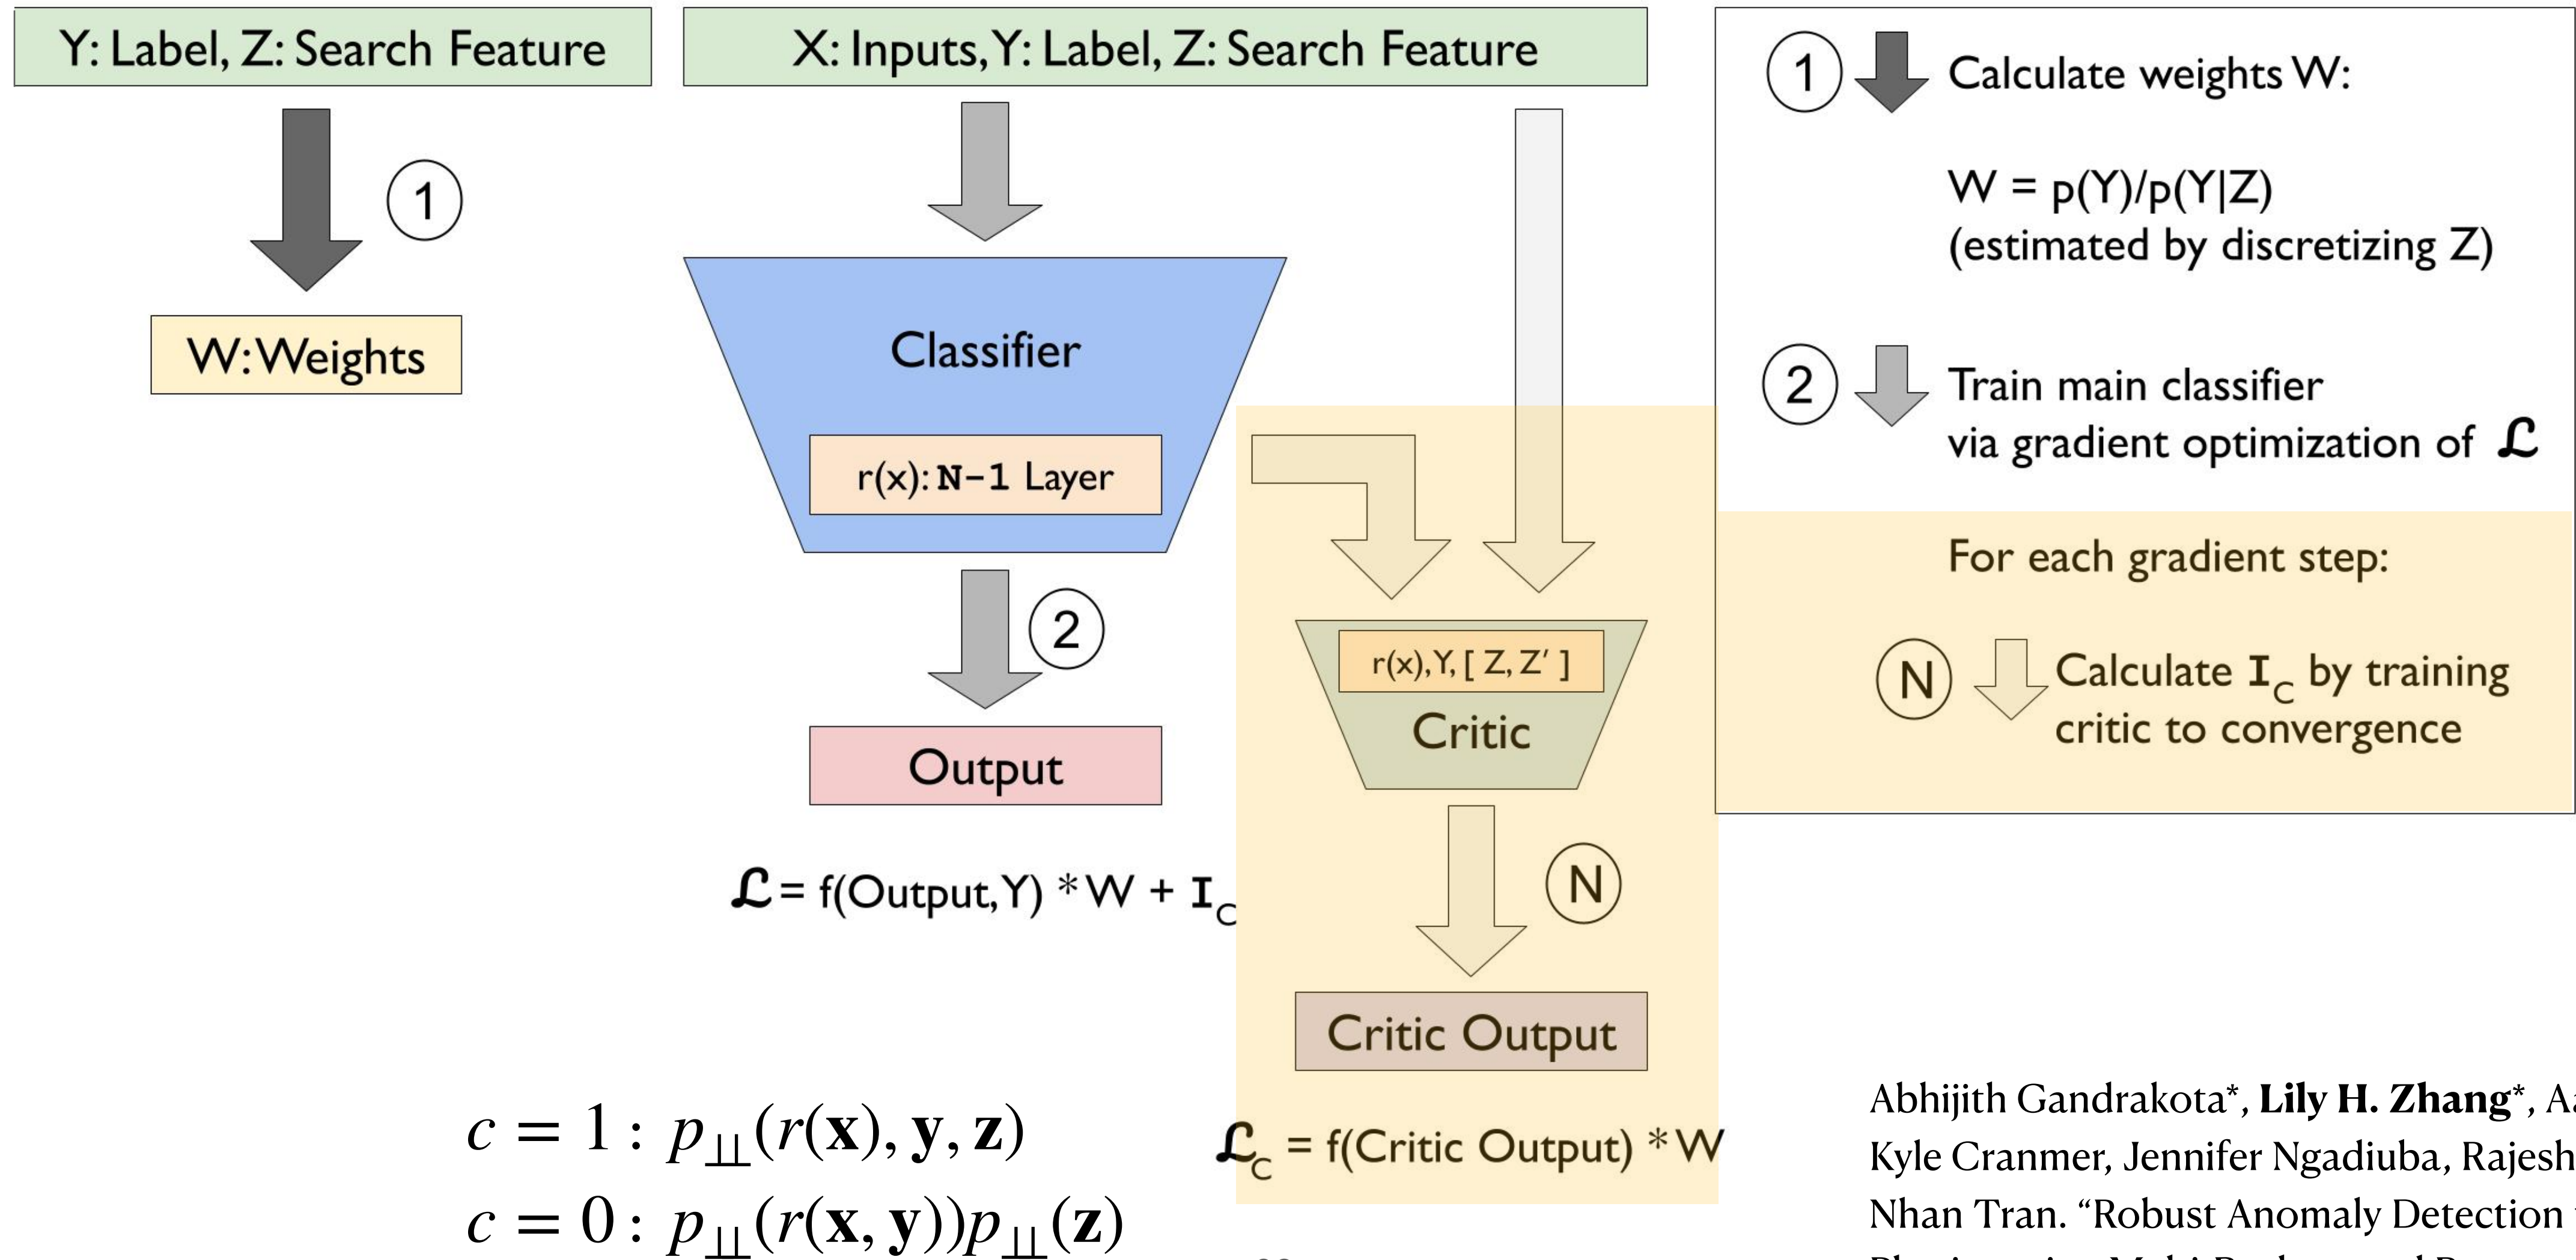 Y: Label, Z: Search Feature
1
W: Weights
X: Inputs, Y: Label, Z: Search Feature
Classifier
r(x): N-1 Layer
2
Output
ℒ = f(Output, Y) * W + I_C
r(x), Y, [ Z, Z′ ]
Critic
N
Critic Output
ℒ_C = f(Critic Output) * W
1 Calculate weights W:
W = p(Y)/p(Y|Z)
(estimated by discretizing Z)
2 Train main classifier
via gradient optimization of ℒ
For each gradient step:
N Calculate I_C by training
critic to convergence
c = 1 : p_⫫(r(x), y, z)
c = 0 : p_⫫(r(x, y))p_⫫(z)
Abhijith Gandrakota*, Lily H. Zhang*,
Kyle Cranmer, Jennifer Ngadiuba, Rajesh
Nhan Tran. “Robust Anomaly Detection